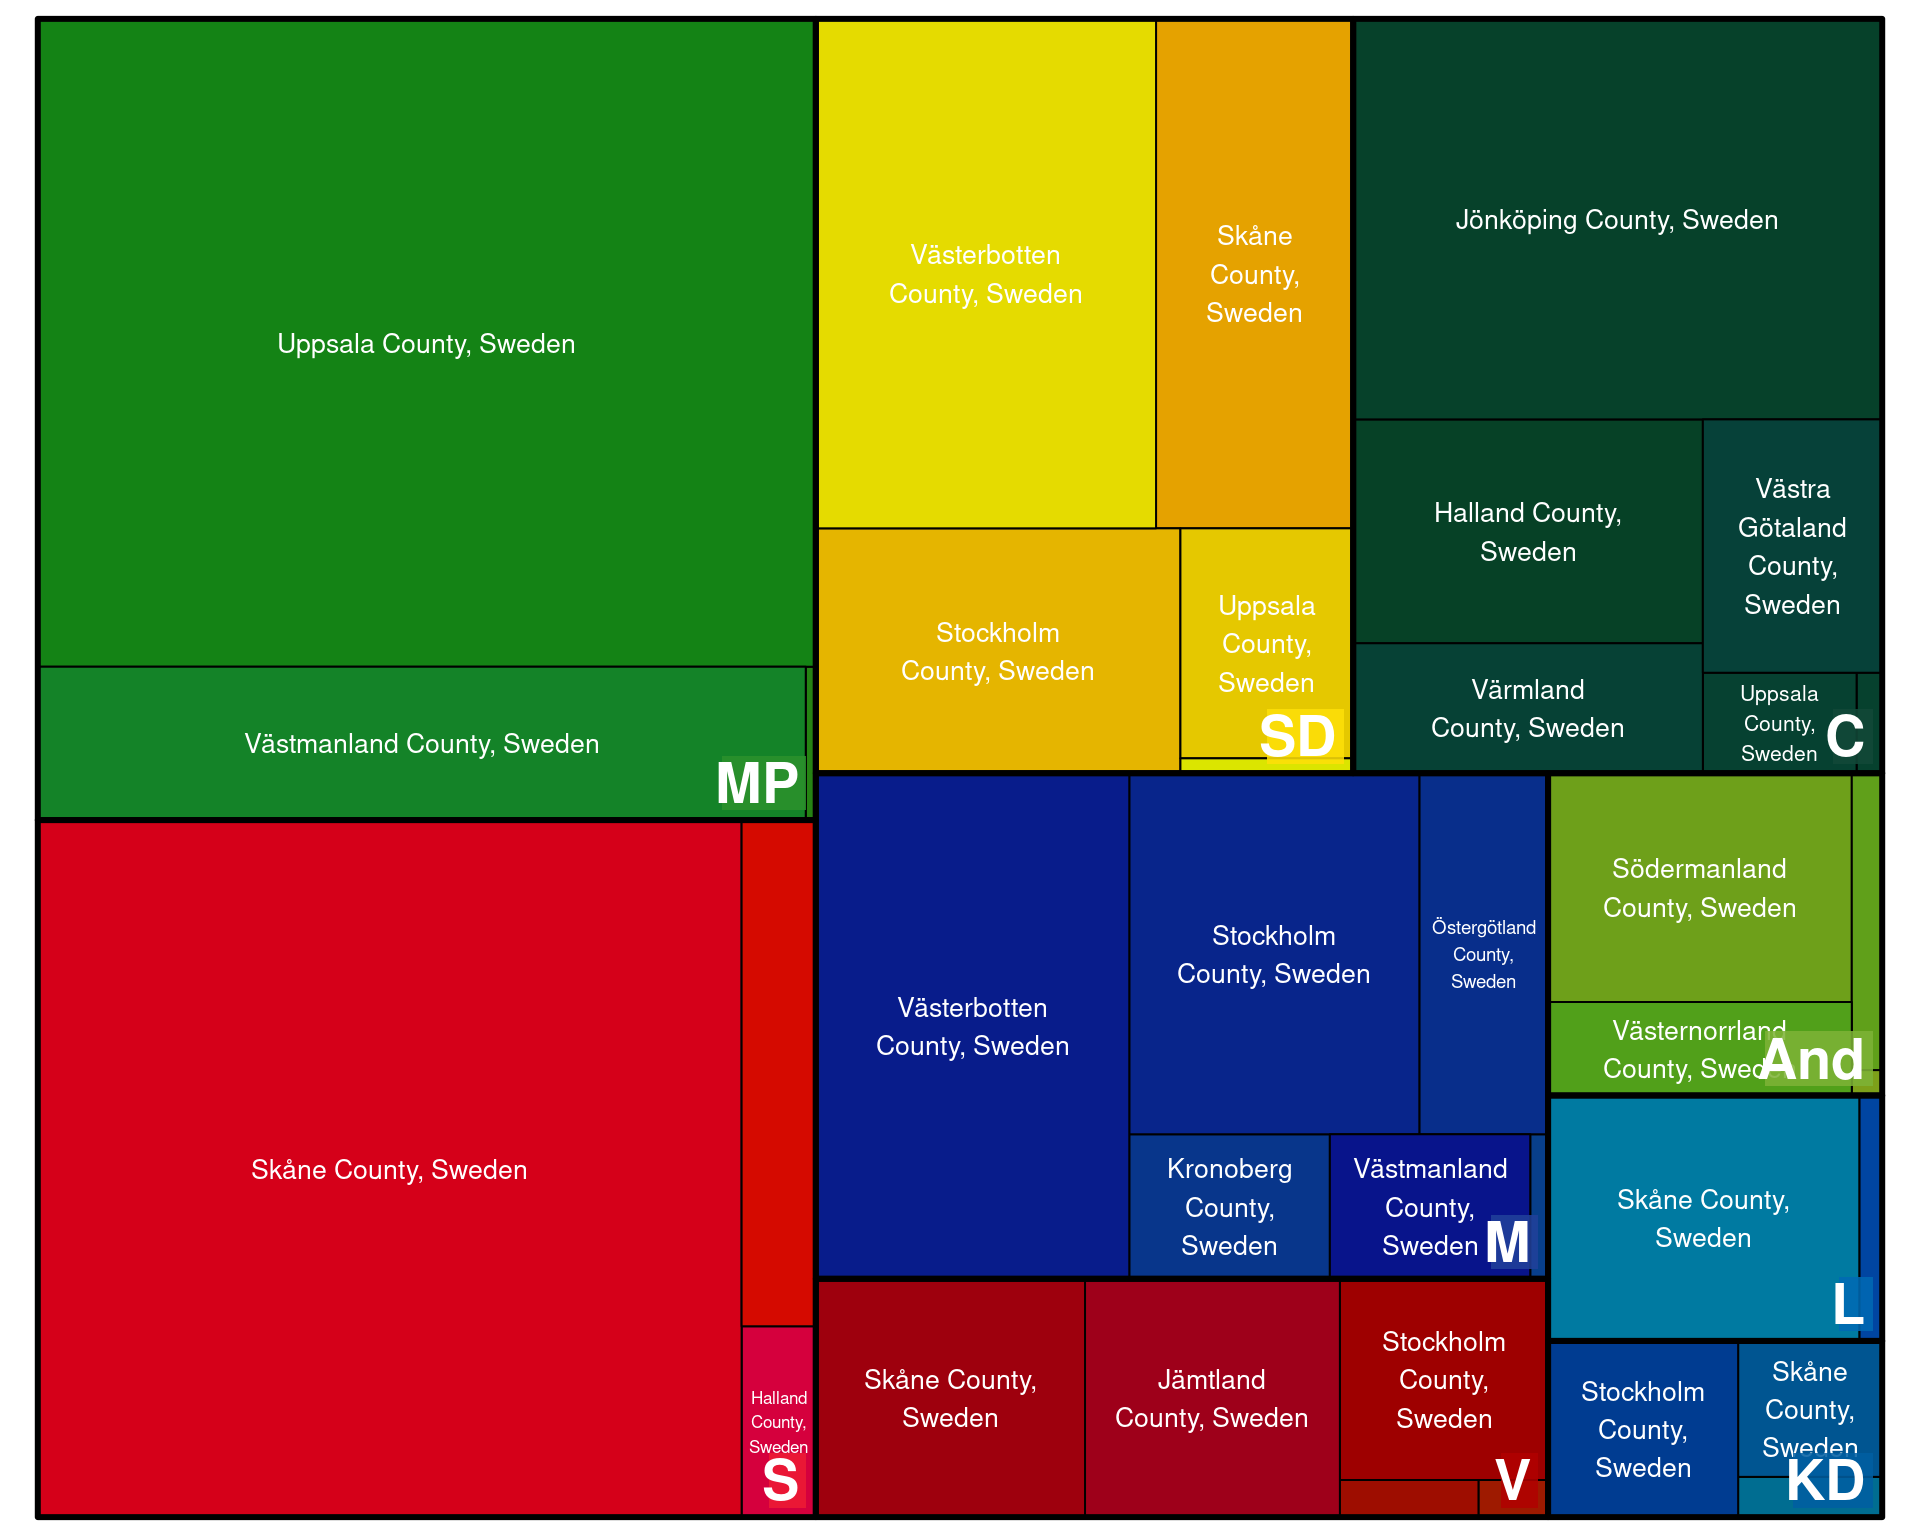 Uppsala County, Sweden
Västmanland County, Sweden
MP
Skåne County, Sweden
Halland
County,
Sweden
S
Västerbotten
County, Sweden
Skåne
County,
Sweden
Stockholm
County, Sweden
Uppsala
County,
Sweden
SD
Jönköping County, Sweden
Halland County,
Sweden
Västra
Götaland
County,
Sweden
Värmland
County, Sweden
Uppsala
County,
Sweden
C
Västerbotten
County, Sweden
Stockholm
County, Sweden
Östergötland
County,
Sweden
Kronoberg
County,
Sweden
Västmanland
County,
Sweden
M
Södermanland
County, Sweden
Västernorrland
County, Sweden
And
Skåne County,
Sweden
L
Skåne County,
Sweden
Jämtland
County, Sweden
Stockholm
County,
Sweden
V
Stockholm
County,
Sweden
Skåne
County,
Sweden
KD